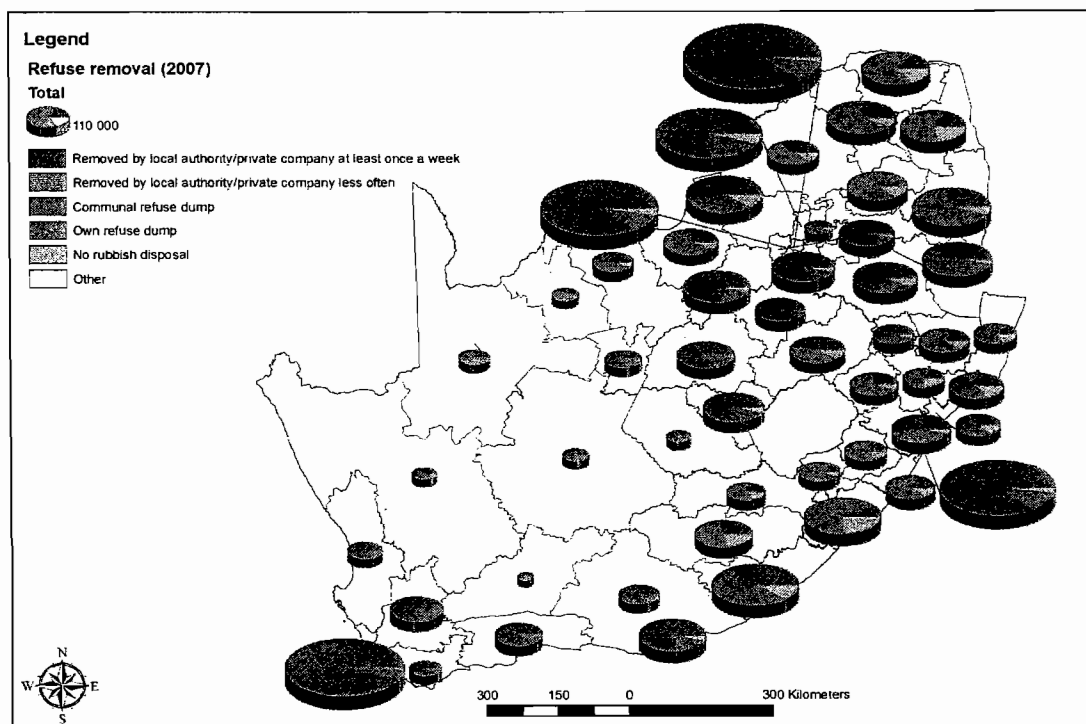 Legend
Refuse removal (2007)
Total
110 000
Removed by local authority/private company at least once a week
Removed by local authority/private company less often
Communal refuse dump
Own refuse dump
No rubbish disposal
Other
N
W E
S
300 150 0 300 Kilometers